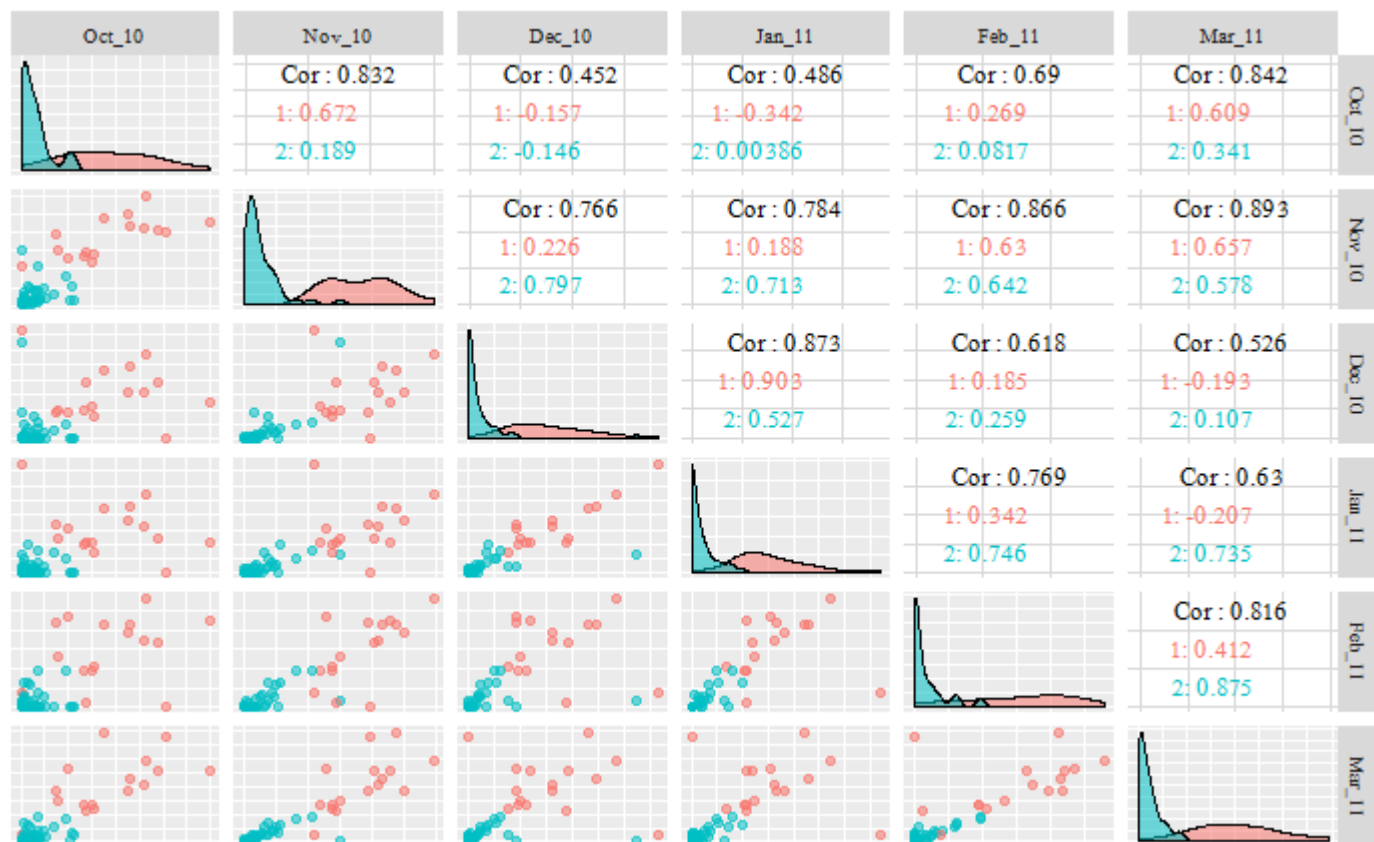 Oct_10 Nov_10 Dec_10 Jan_11 Feb_11 Mar_11
Cor : 0.832 Cor : 0.452 Cor : 0.486 Cor : 0.69 Cor : 0.842
1: 0.672 1: -0.157 1: -0.342 1: 0.269 1: 0.609
2: 0.189 2: -0.146 2: 0.00386 2: 0.0817 2: 0.341
Oct_10
Cor : 0.766 Cor : 0.784 Cor : 0.866 Cor : 0.893
1: 0.226 1: 0.188 1: 0.63 1: 0.657
2: 0.797 2: 0.713 2: 0.642 2: 0.578
Nov_10
Cor : 0.873 Cor : 0.618 Cor : 0.526
1: 0.903 1: 0.185 1: -0.193
2: 0.527 2: 0.259 2: 0.107
Dec_10
Cor : 0.769 Cor : 0.63
1: 0.342 1: -0.207
2: 0.746 2: 0.735
Jan_11
Cor : 0.816
1: 0.412
2: 0.875
Feb_11
Mar_11